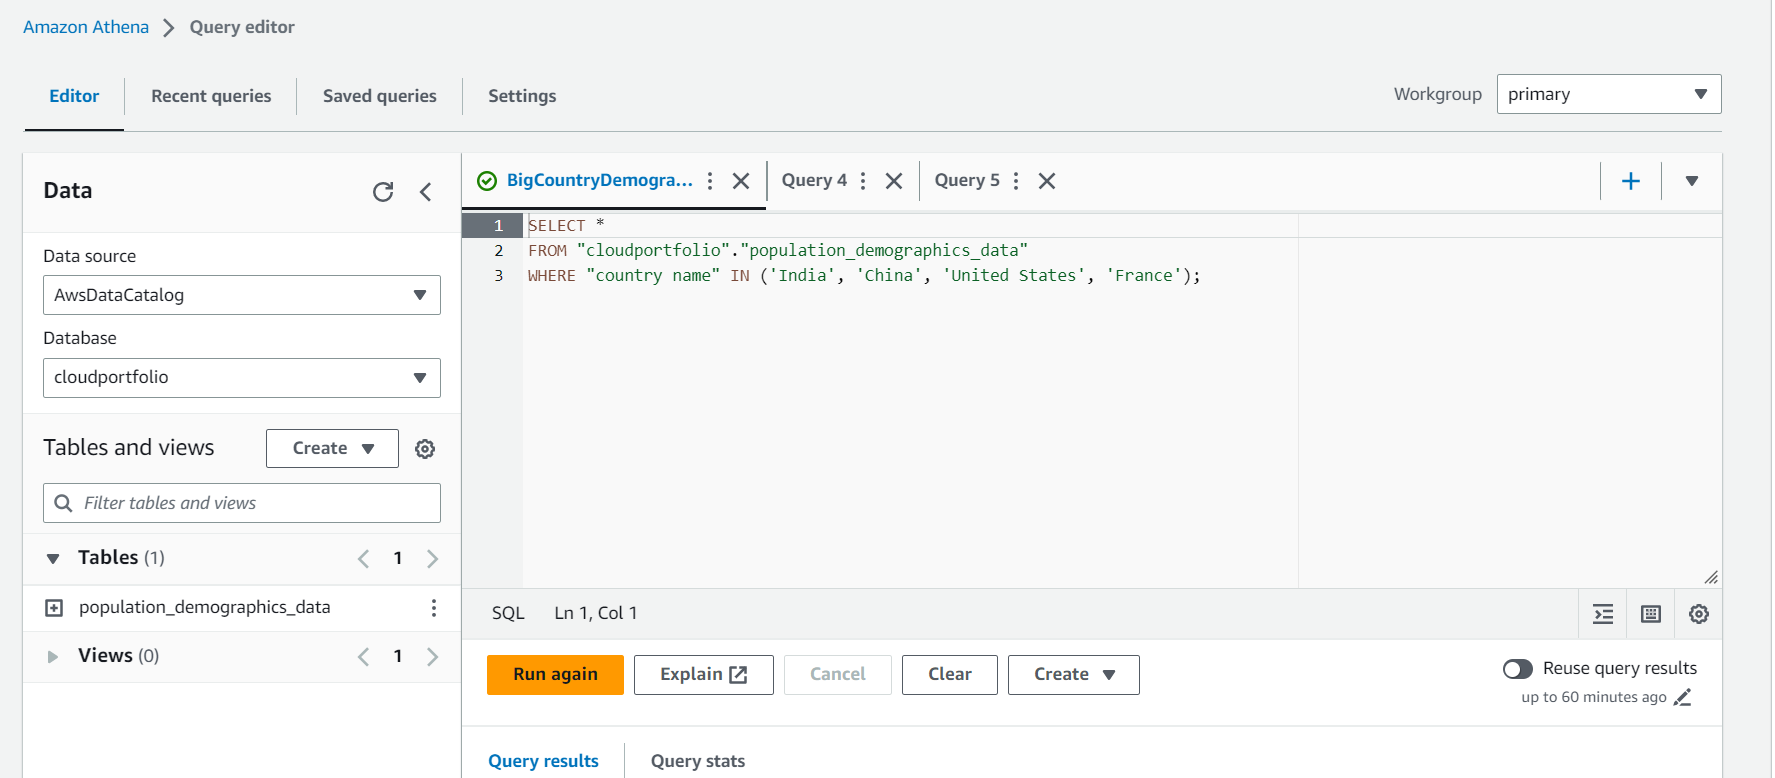 Amazon Athena > Query editor
Editor Recent queries Saved queries Settings Workgroup primary
Data
Data source
AwsDataCatalog
Database
cloudportfolio
Tables and views Create
Filter tables and views
Tables (1) 1
population_demographics_data
Views (0) 1
BigCountryDemogra... Query 4 Query 5
1 SELECT *
2 FROM "cloudportfolio"."population_demographics_data"
3 WHERE "country name" IN ('India', 'China', 'United States', 'France');
SQL Ln 1, Col 1
Run again Explain Cancel Clear Create Reuse query results
up to 60 minutes ago
Query results Query stats